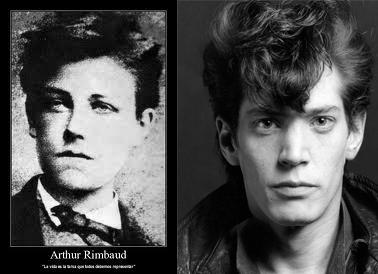 Arthur Rimbaud
"La vida es la farsa que todos debemos representar"